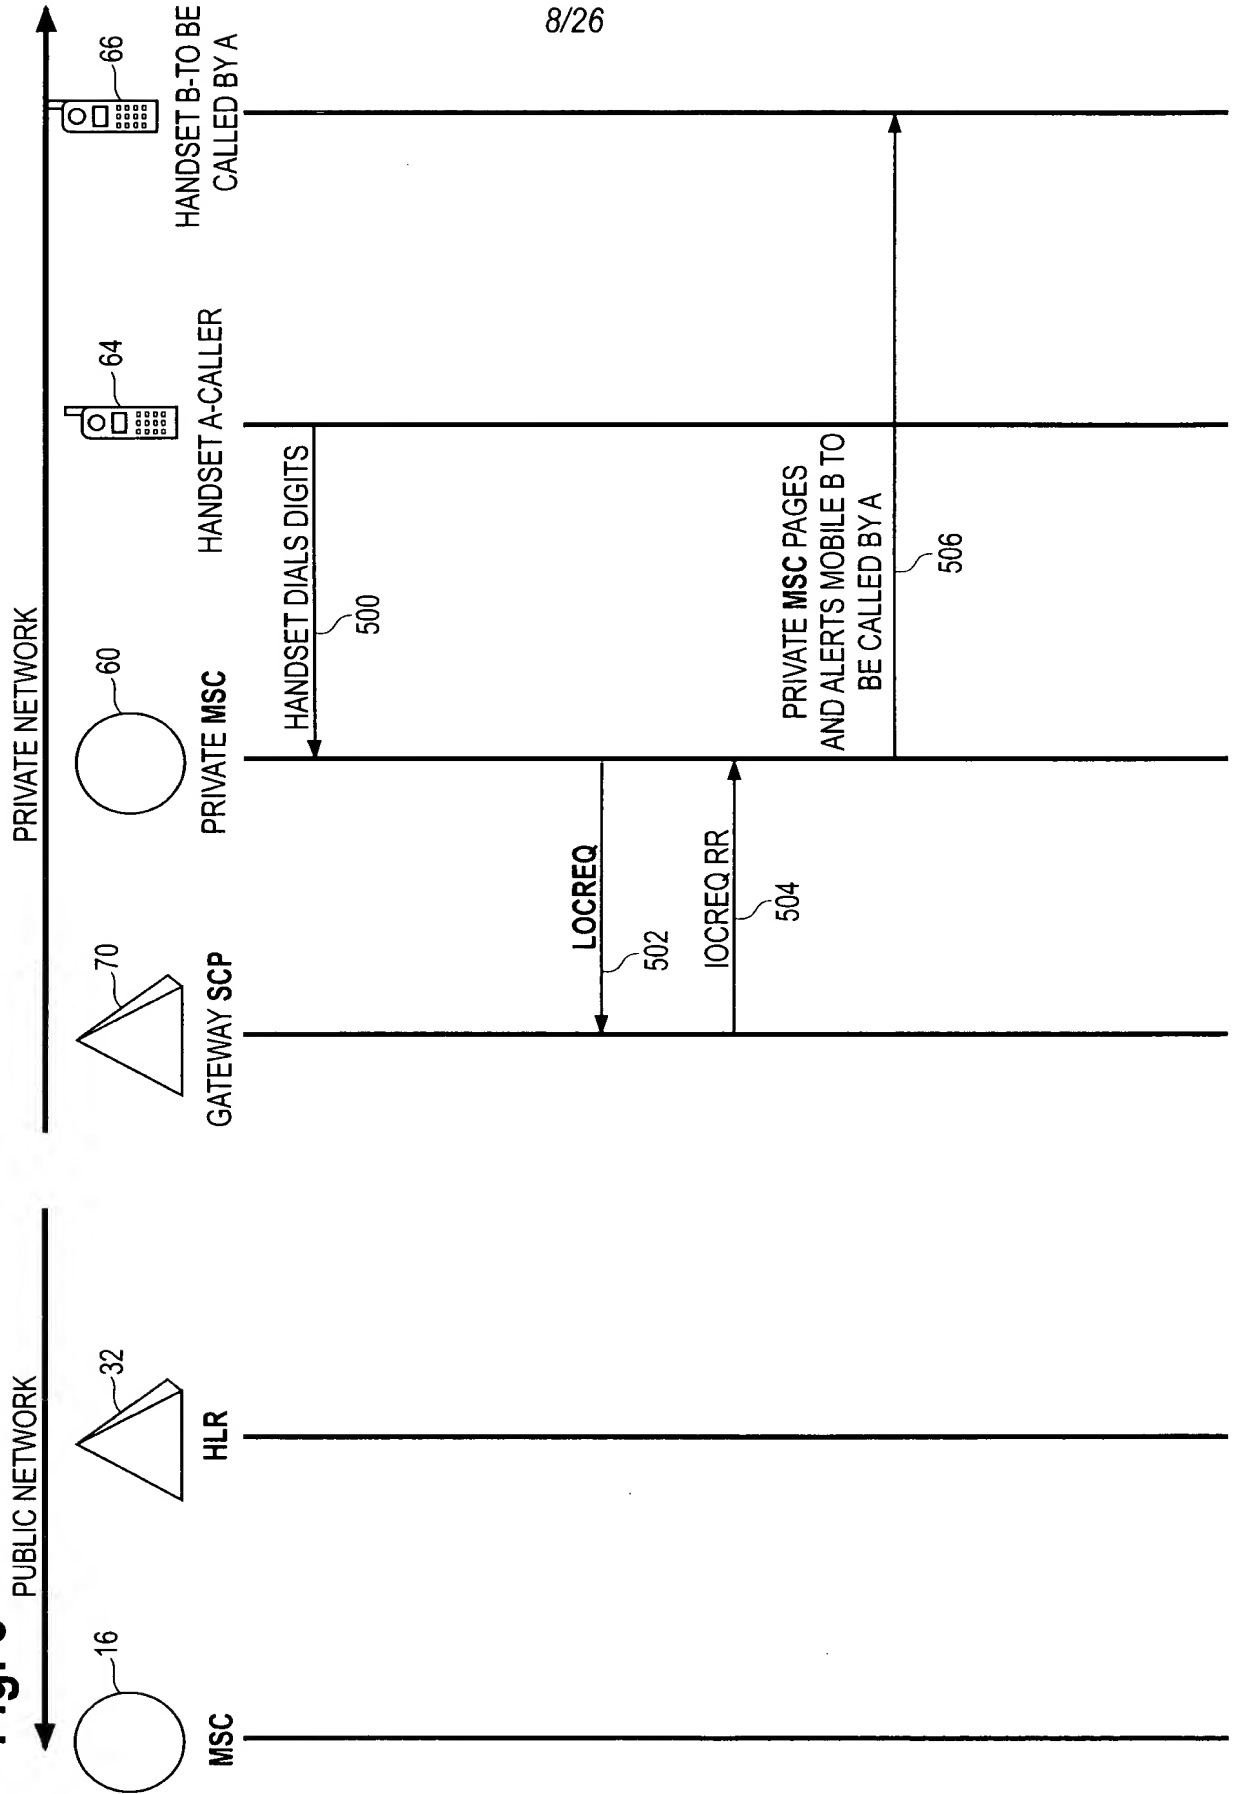 8/26
PUBLIC NETWORK
PRIVATE NETWORK
16
32
70
60
64
66
MSC
HLR
GATEWAY SCP
PRIVATE MSC
HANDSET A-CALLER
HANDSET B-TO BE
CALLED BY A
HANDSET DIALS DIGITS
500
LOCREQ
502
lOCREQ RR
504
PRIVATE MSC PAGES
AND ALERTS MOBILE B TO
BE CALLED BY A
506